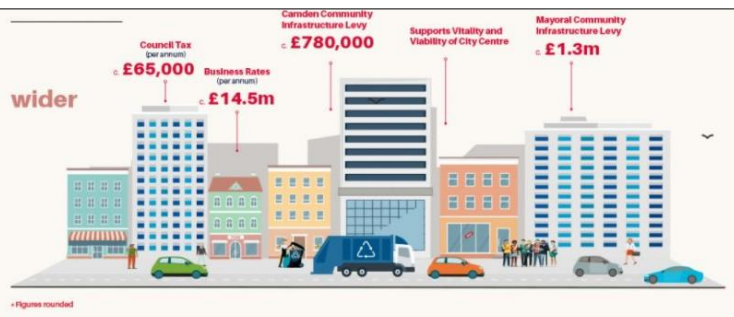 wider
Council Tax
(per annum)
c. £65,000
Business Rates
(per annum)
c. £14.5m
Camden Community
Infrastructure Levy
c. £780,000
Supports Vitality and
Viability of City Centre
Mayoral Community
Infrastructure Levy
c. £1.3m
* Figures rounded